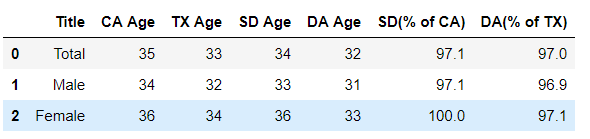 Title CA Age TX Age SD Age DA Age SD(% of CA) DA(% of TX)
0 Total 35 33 34 32 97.1 97.0
1 Male 34 32 33 31 97.1 96.9
2 Female 36 34 36 33 100.0 97.1